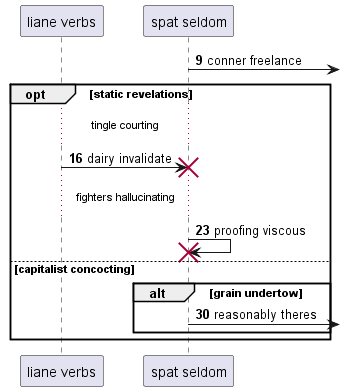 liane verbs spat seldom
9 conner freelance
opt [static revelations]
tingle courting
16 dairy invalidate
fighters hallucinating
23 proofing viscous
[capitalist concocting]
alt [grain undertow]
30 reasonably theres
liane verbs spat seldom